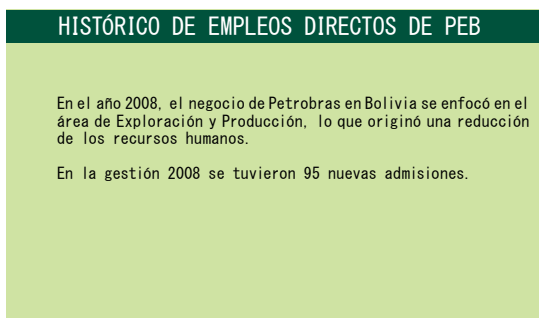 HISTÓRICO DE EMPLEOS DIRECTOS DE PEB
En el año 2008, el negocio de Petrobras en Bolivia se enfocó en el
área de Exploración y Producción, lo que originó una reducción
de los recursos humanos.
En la gestión 2008 se tuvieron 95 nuevas admisiones.